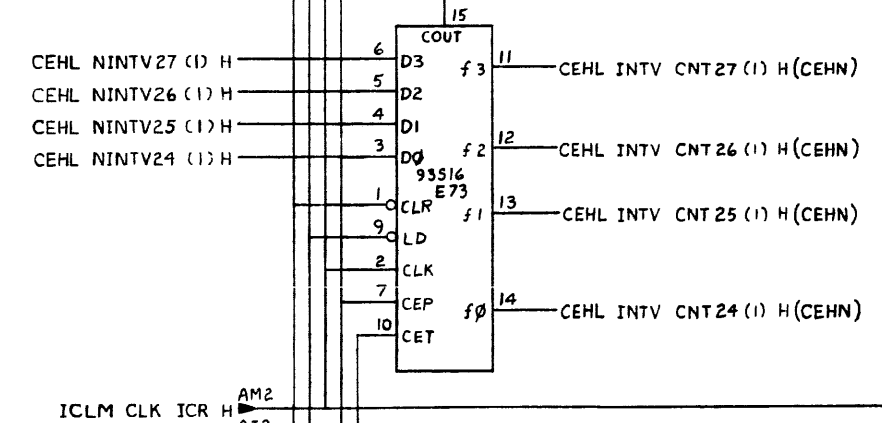 15
COUT
CEHL NINTV27 (1) H 6 D3 f3 11 CEHL INTV CNT27 (1) H (CEHN)
CEHL NINTV26 (1) H 5 D2
CEHL NINTV25 (1) H 4 D1
CEHL NINTV24 (1) H 3 DØ f2 12 CEHL INTV CNT26 (1) H (CEHN)
93S16
E73
1 CLR f1 13 CEHL INTV CNT25 (1) H (CEHN)
9 LD
2 CLK
7 CEP fØ 14 CEHL INTV CNT24 (1) H (CEHN)
10 CET
ICLM CLK ICR H AM2